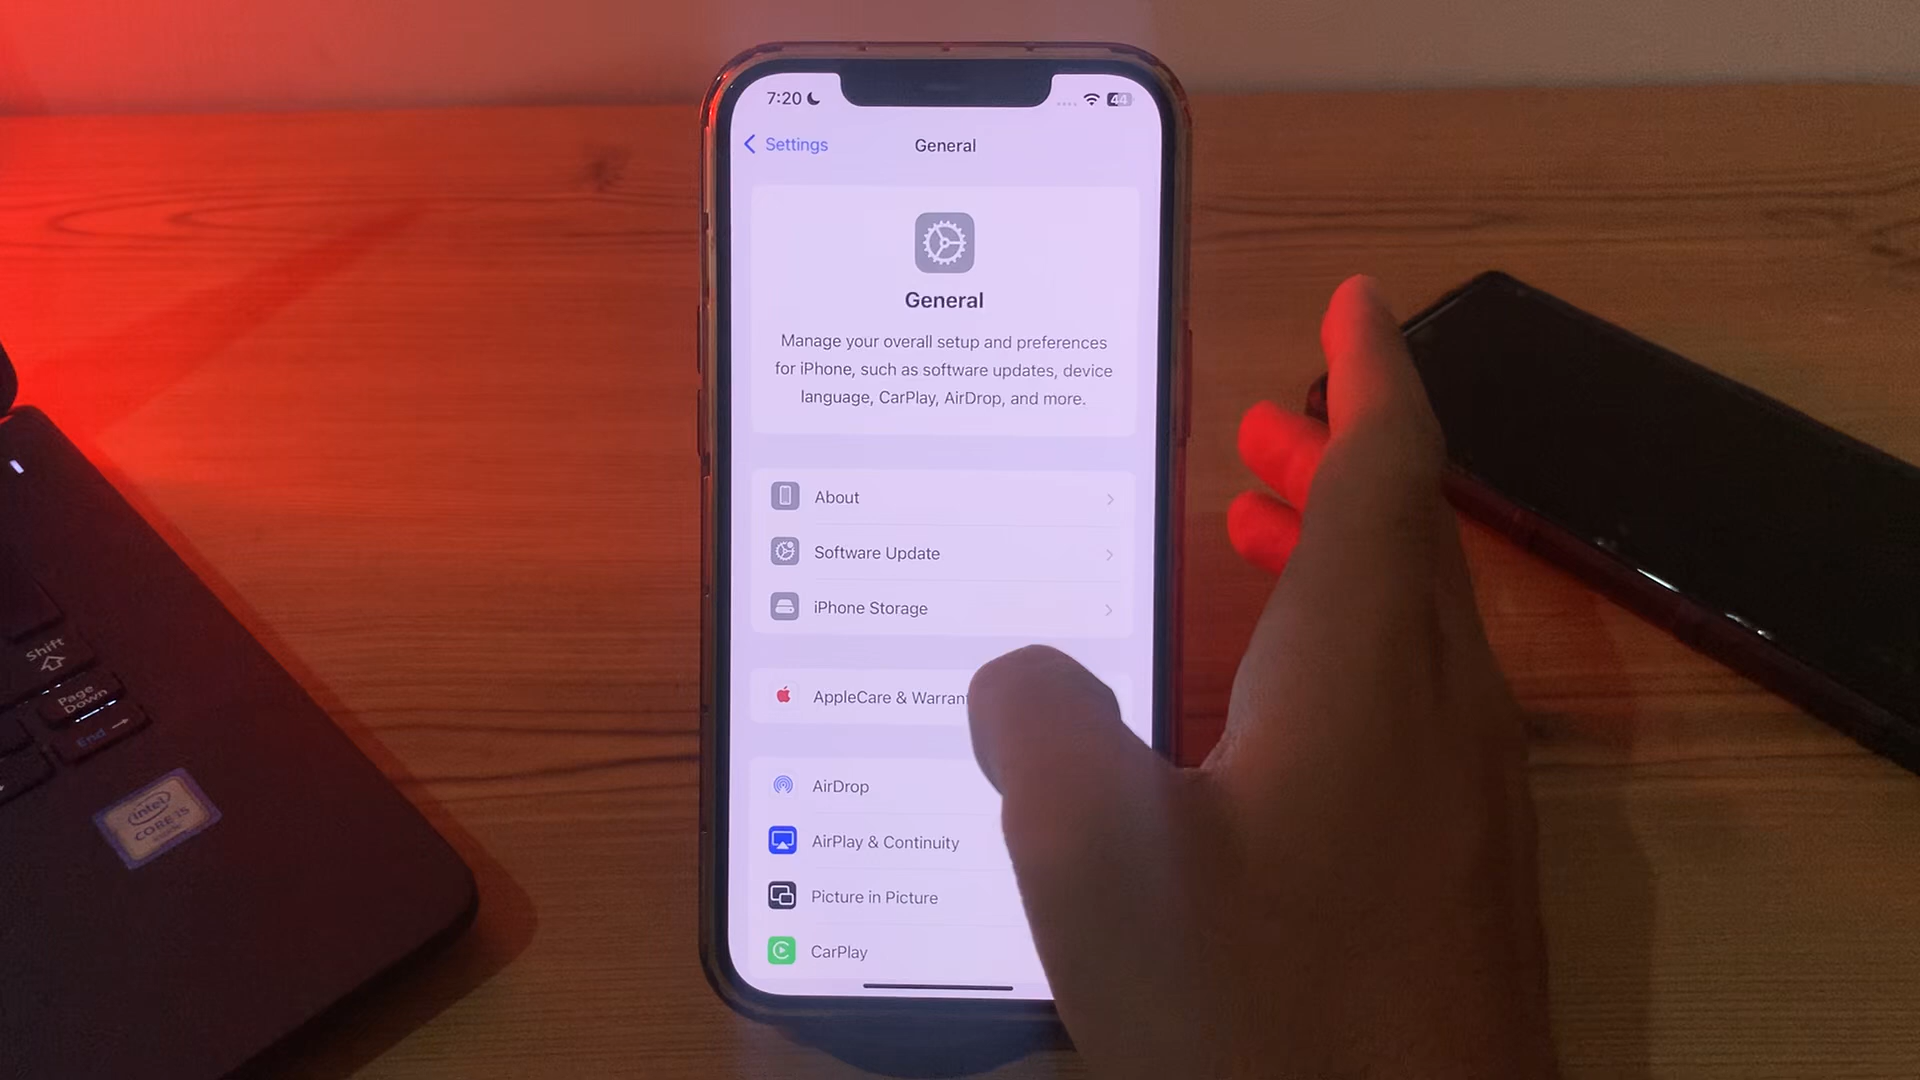 7:20
44
Settings
General
General
Manage your overall setup and preferences
for iPhone, such as software updates, device
language, CarPlay, AirDrop, and more.
About
Software Update
iPhone Storage
AppleCare & Warran
AirDrop
AirPlay & Continuity
Picture in Picture
CarPlay
Shift
Page
Down
End
intel
CORE i5